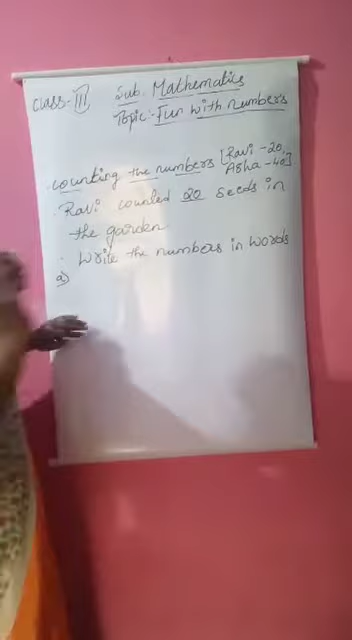 class-III Sub. Mathematics
Topic:- Fun with numbers
. counting the numbers [Ravi -20,
Asha -40]
. Ravi counted 20 seeds in
the garden
. Write the numbers in words
a)